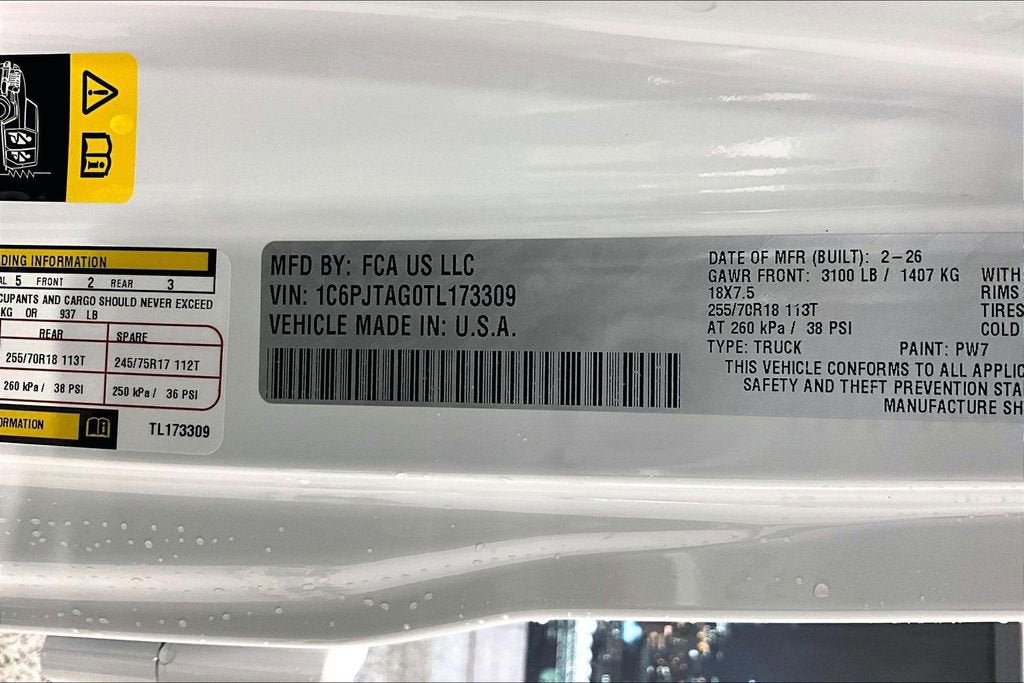 DING INFORMATION
AL 5 FRONT 2 REAR 3
CUPANTS AND CARGO SHOULD NEVER EXCEED
KG OR 937 LB
REAR SPARE
255/70R18 113T 245/75R17 112T
260 kPa / 38 PSI 250 kPa / 36 PSI
ORMATION
TL173309
MFD BY: FCA US LLC
VIN: 1C6PJTAG0TL173309
VEHICLE MADE IN: U.S.A.
DATE OF MFR (BUILT): 2-26
GAWR FRONT: 3100 LB / 1407 KG WITH
18X7.5 RIMS
255/70R18 113T TIRES
AT 260 kPa / 38 PSI COLD
TYPE: TRUCK PAINT: PW7
THIS VEHICLE CONFORMS TO ALL APPLIC
SAFETY AND THEFT PREVENTION STA
MANUFACTURE SH